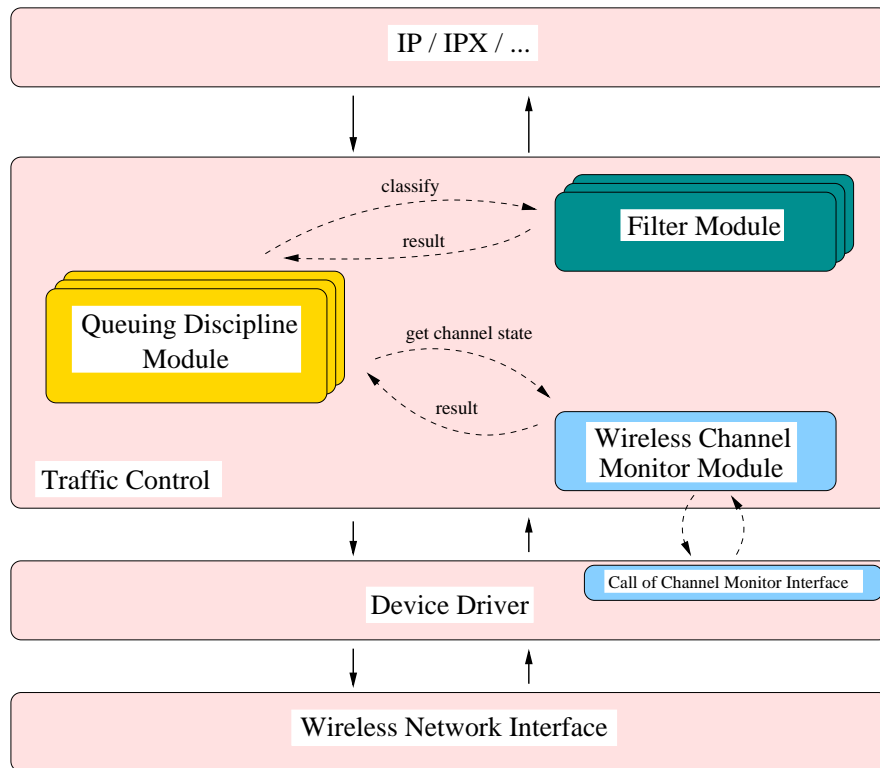 IP / IPX / ...
classify
Filter Module
result
Queuing Discipline
Module
get channel state
result
Wireless Channel
Monitor Module
Traffic Control
Call of Channel Monitor Interface
Device Driver
Wireless Network Interface